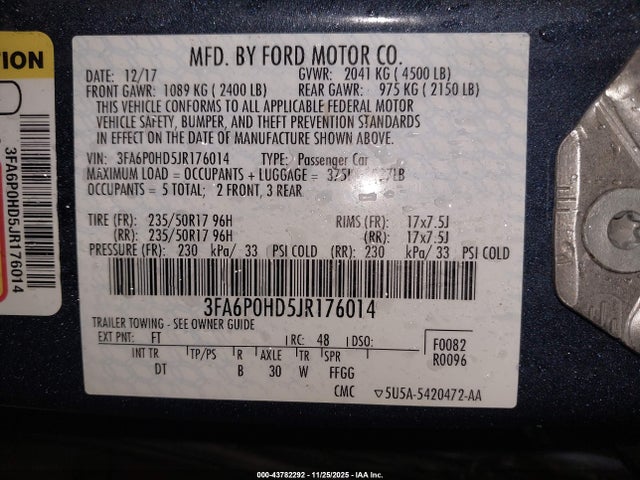 TION
3FA6P0HD5JR176014
MFD. BY FORD MOTOR CO.
DATE: 12/17 GVWR: 2041 KG ( 4500 LB)
FRONT GAWR: 1089 KG ( 2400 LB) REAR GAWR: 975 KG ( 2150 LB)
THIS VEHICLE CONFORMS TO ALL APPLICABLE FEDERAL MOTOR
VEHICLE SAFETY, BUMPER, AND THEFT PREVENTION STANDARDS
IN EFFECT ON THE DATE OF MANUFACTURE SHOWN ABOVE.
VIN: 3FA6P0HD5JR176014 TYPE: Passenger Car
MAXIMUM LOAD = OCCUPANTS + LUGGAGE =
OCCUPANTS = 5 TOTAL; 2 FRONT, 3 REAR
TIRE (FR): 235/50R17 96H RIMS (FR): 17x7.5J
(RR): 235/50R17 96H (RR): 17x7.5J
PRESSURE (FR): 230 kPa/ 33 PSI COLD (RR): 230 kPa/ 33 PSI COLD
3FA6P0HD5JR176014
TRAILER TOWING - SEE OWNER GUIDE
EXT PNT: FT RC: 48 DSO: F0082
INT TR TP/PS R AXLE TR SPR R0096
DT B 30 W FFGG
CMC 5U5A-5420472-AA
000-43782292 - 11/25/2025 - IAA Inc.